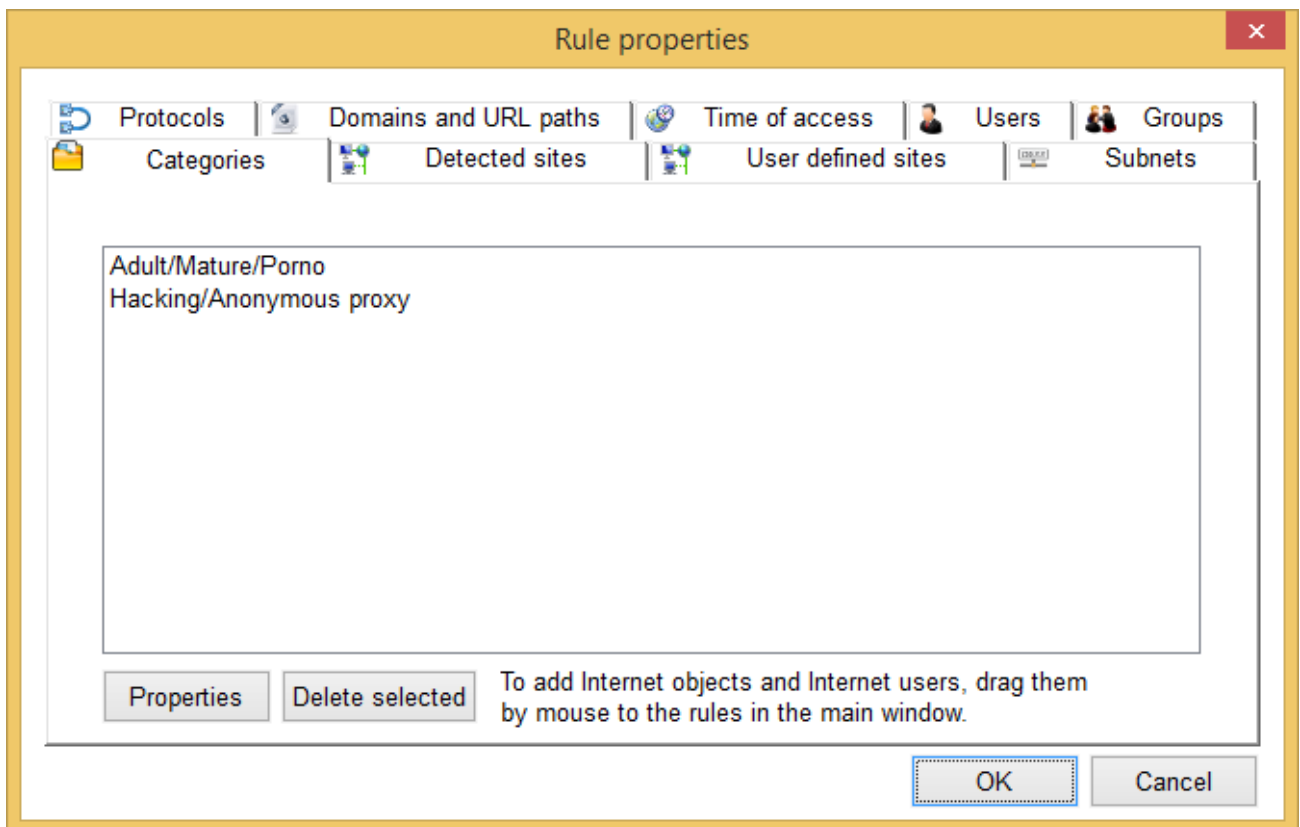 Rule properties
Protocols Domains and URL paths Time of access Users Groups
Categories Detected sites User defined sites Subnets
Adult/Mature/Porno
Hacking/Anonymous proxy
Properties Delete selected To add Internet objects and Internet users, drag them
by mouse to the rules in the main window.
OK Cancel